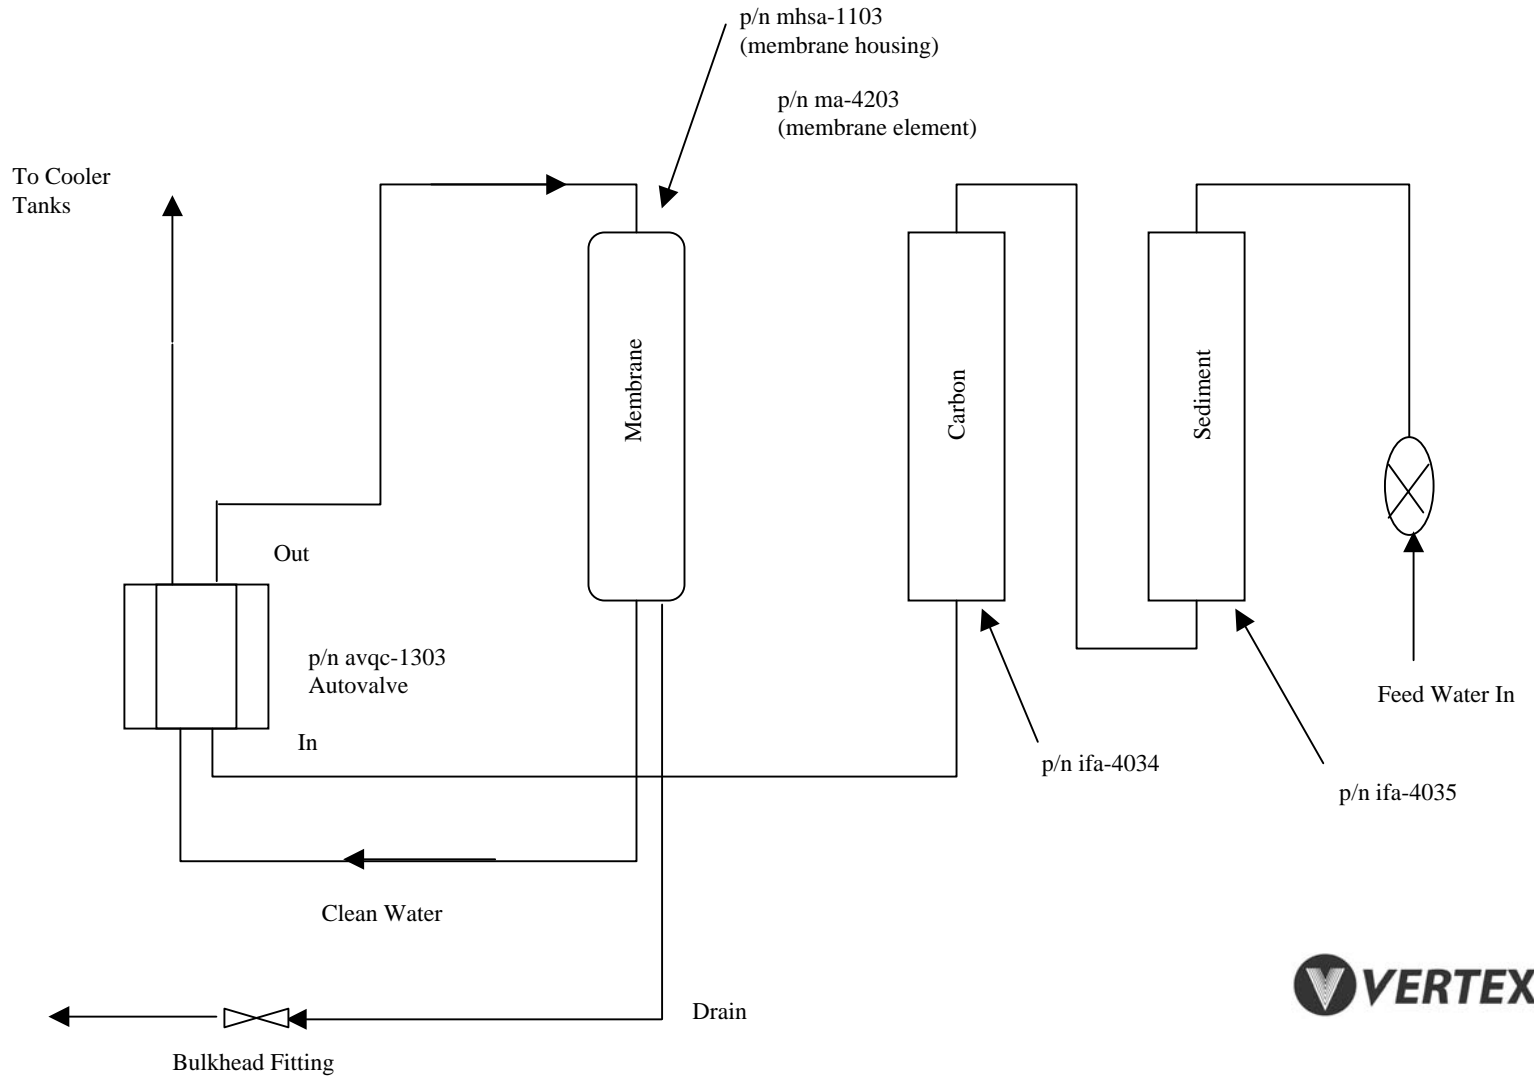 p/n mhsa-1103
(membrane housing)
p/n ma-4203
(membrane element)
To Cooler
Tanks
Membrane
Carbon
Sediment
Out
p/n avqc-1303
Autovalve
In
Feed Water In
p/n ifa-4034
p/n ifa-4035
Clean Water
Drain
Bulkhead Fitting
VERTEX